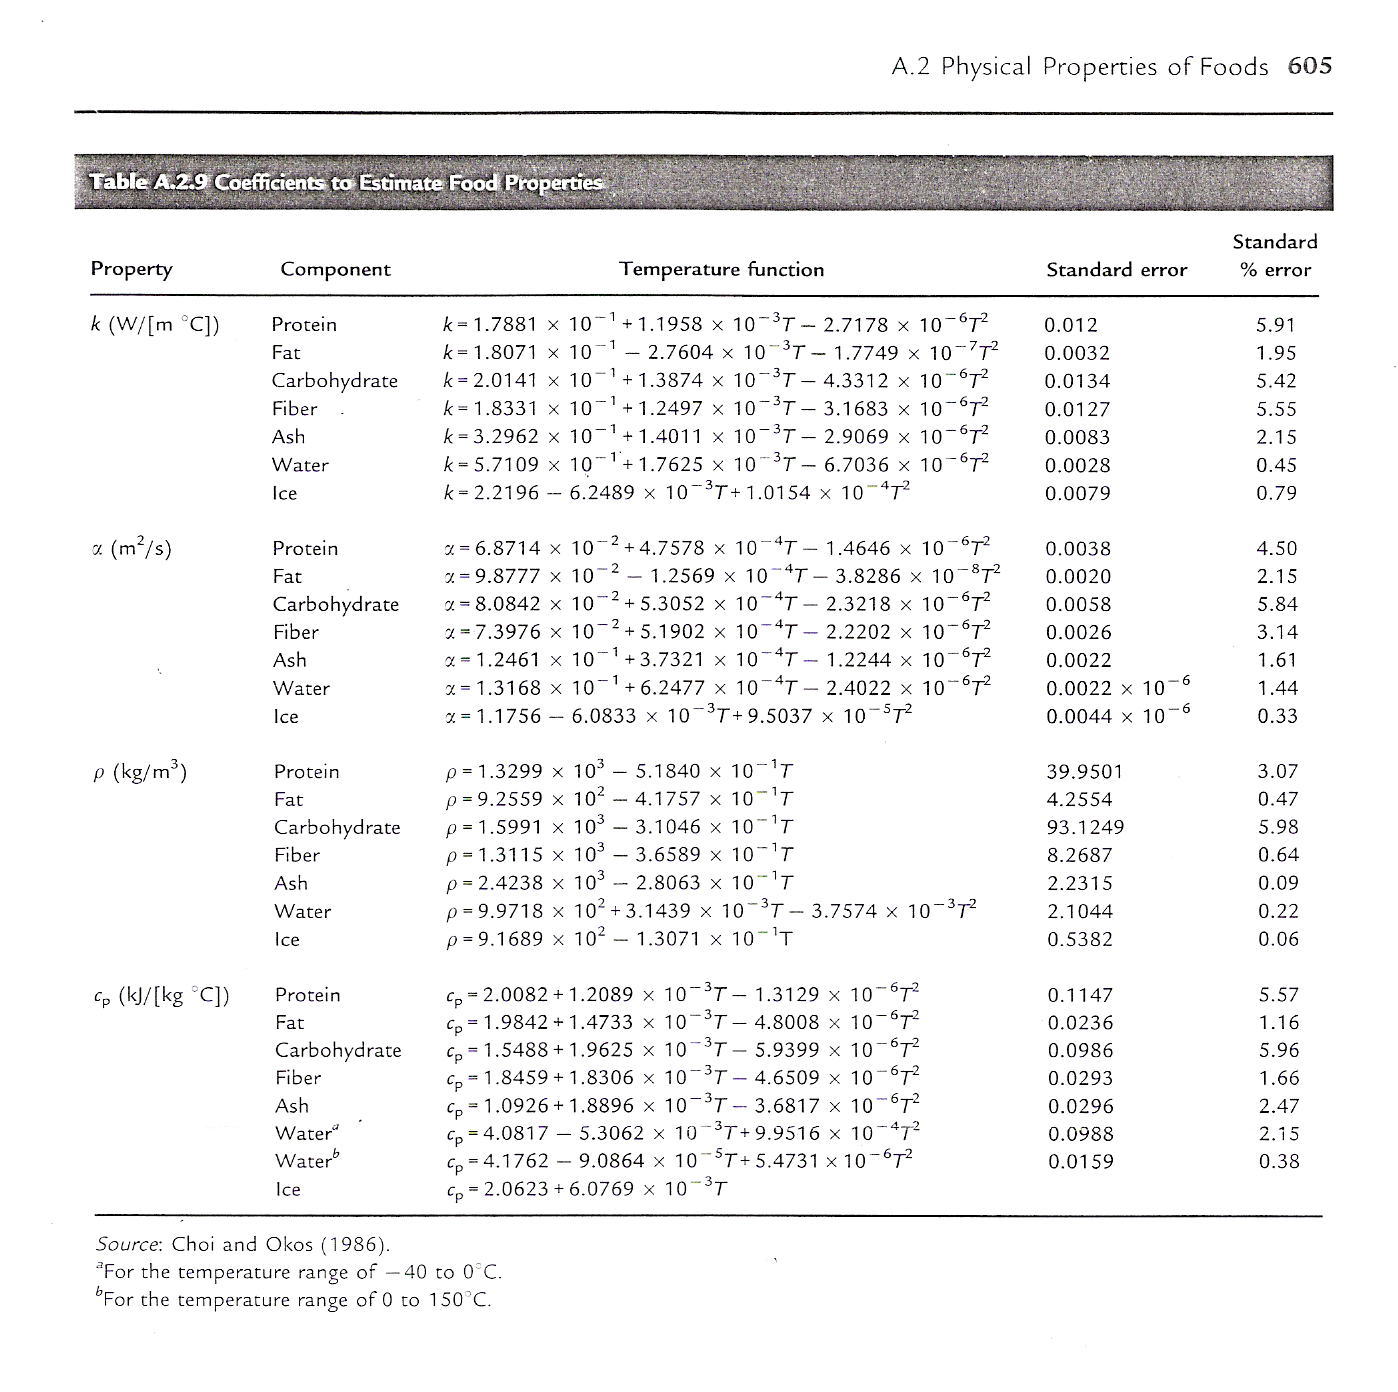 A.2 Physical Properties of Foods 605
Table A.2.9 Coefficients to Estimate Food Properties
Standard
Property Component Temperature function Standard error % error
k (W/[m °C]) Protein k = 1.7881 × 10⁻¹ + 1.1958 × 10⁻³T − 2.7178 × 10⁻⁶T² 0.012 5.91
Fat k = 1.8071 × 10⁻¹ − 2.7604 × 10⁻³T − 1.7749 × 10⁻⁷T² 0.0032 1.95
Carbohydrate k = 2.0141 × 10⁻¹ + 1.3874 × 10⁻³T − 4.3312 × 10⁻⁶T² 0.0134 5.42
Fiber k = 1.8331 × 10⁻¹ + 1.2497 × 10⁻³T − 3.1683 × 10⁻⁶T² 0.0127 5.55
Ash k = 3.2962 × 10⁻¹ + 1.4011 × 10⁻³T − 2.9069 × 10⁻⁶T² 0.0083 2.15
Water k = 5.7109 × 10⁻¹ + 1.7625 × 10⁻³T − 6.7036 × 10⁻⁶T² 0.0028 0.45
Ice k = 2.2196 − 6.2489 × 10⁻³T + 1.0154 × 10⁻⁴T² 0.0079 0.79
α (m²/s) Protein α = 6.8714 × 10⁻² + 4.7578 × 10⁻⁴T − 1.4646 × 10⁻⁶T² 0.0038 4.50
Fat α = 9.8777 × 10⁻² − 1.2569 × 10⁻⁴T − 3.8286 × 10⁻⁸T² 0.0020 2.15
Carbohydrate α = 8.0842 × 10⁻² + 5.3052 × 10⁻⁴T − 2.3218 × 10⁻⁶T² 0.0058 5.84
Fiber α = 7.3976 × 10⁻² + 5.1902 × 10⁻⁴T − 2.2202 × 10⁻⁶T² 0.0026 3.14
Ash α = 1.2461 × 10⁻¹ + 3.7321 × 10⁻⁴T − 1.2244 × 10⁻⁶T² 0.0022 1.61
Water α = 1.3168 × 10⁻¹ + 6.2477 × 10⁻⁴T − 2.4022 × 10⁻⁶T² 0.0022 × 10⁻⁶ 1.44
Ice α = 1.1756 − 6.0833 × 10⁻³T + 9.5037 × 10⁻⁵T² 0.0044 × 10⁻⁶ 0.33
ρ (kg/m³) Protein ρ = 1.3299 × 10³ − 5.1840 × 10⁻¹T 39.9501 3.07
Fat ρ = 9.2559 × 10² − 4.1757 × 10⁻¹T 4.2554 0.47
Carbohydrate ρ = 1.5991 × 10³ − 3.1046 × 10⁻¹T 93.1249 5.98
Fiber ρ = 1.3115 × 10³ − 3.6589 × 10⁻¹T 8.2687 0.64
Ash ρ = 2.4238 × 10³ − 2.8063 × 10⁻¹T 2.2315 0.09
Water ρ = 9.9718 × 10² + 3.1439 × 10⁻³T − 3.7574 × 10⁻³T² 2.1044 0.22
Ice ρ = 9.1689 × 10² − 1.3071 × 10⁻¹T 0.5382 0.06
cₚ (kJ/[kg °C]) Protein cₚ = 2.0082 + 1.2089 × 10⁻³T − 1.3129 × 10⁻⁶T² 0.1147 5.57
Fat cₚ = 1.9842 + 1.4733 × 10⁻³T − 4.8008 × 10⁻⁶T² 0.0236 1.16
Carbohydrate cₚ = 1.5488 + 1.9625 × 10⁻³T − 5.9399 × 10⁻⁶T² 0.0986 5.96
Fiber cₚ = 1.8459 + 1.8306 × 10⁻³T − 4.6509 × 10⁻⁶T² 0.0293 1.66
Ash cₚ = 1.0926 + 1.8896 × 10⁻³T − 3.6817 × 10⁻⁶T² 0.0296 2.47
Waterᵃ cₚ = 4.0817 − 5.3062 × 10⁻³T + 9.9516 × 10⁻⁴T² 0.0988 2.15
Waterᵇ cₚ = 4.1762 − 9.0864 × 10⁻⁵T + 5.4731 × 10⁻⁶T² 0.0159 0.38
Ice cₚ = 2.0623 + 6.0769 × 10⁻³T
Source: Choi and Okos (1986).
ᵃFor the temperature range of −40 to 0°C.
ᵇFor the temperature range of 0 to 150°C.